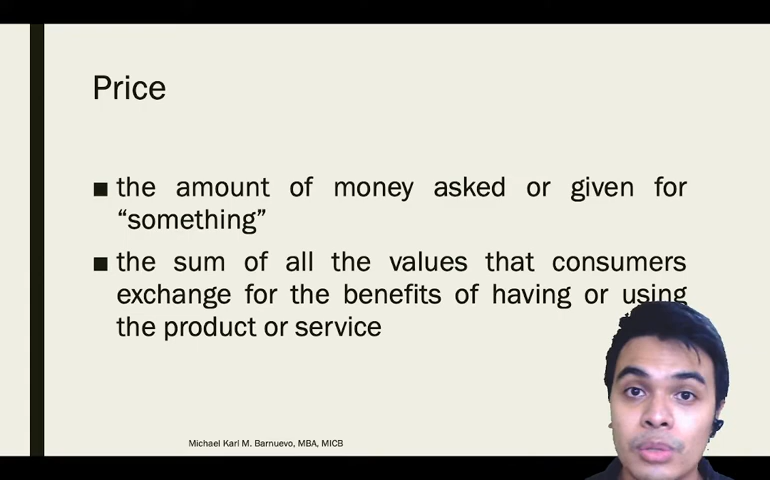 Price
■ the amount of money asked or given for
“something”
■ the sum of all the values that consumers
exchange for the benefits of having or using
the product or service
Michael Karl M. Barnuevo, MBA, MICB